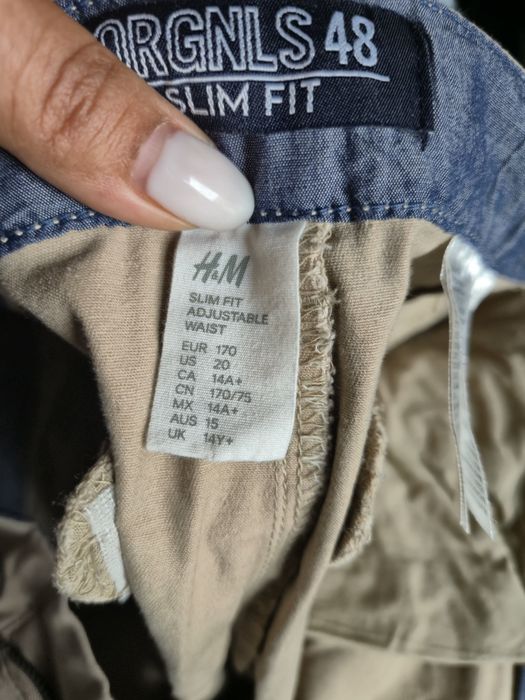 ORGNLS 48
SLIM FIT
H&M
SLIM FIT
ADJUSTABLE
WAIST
EUR 170
US 20
CA 14A+
CN 170/75
MX 14A+
AUS 15
UK 14Y+